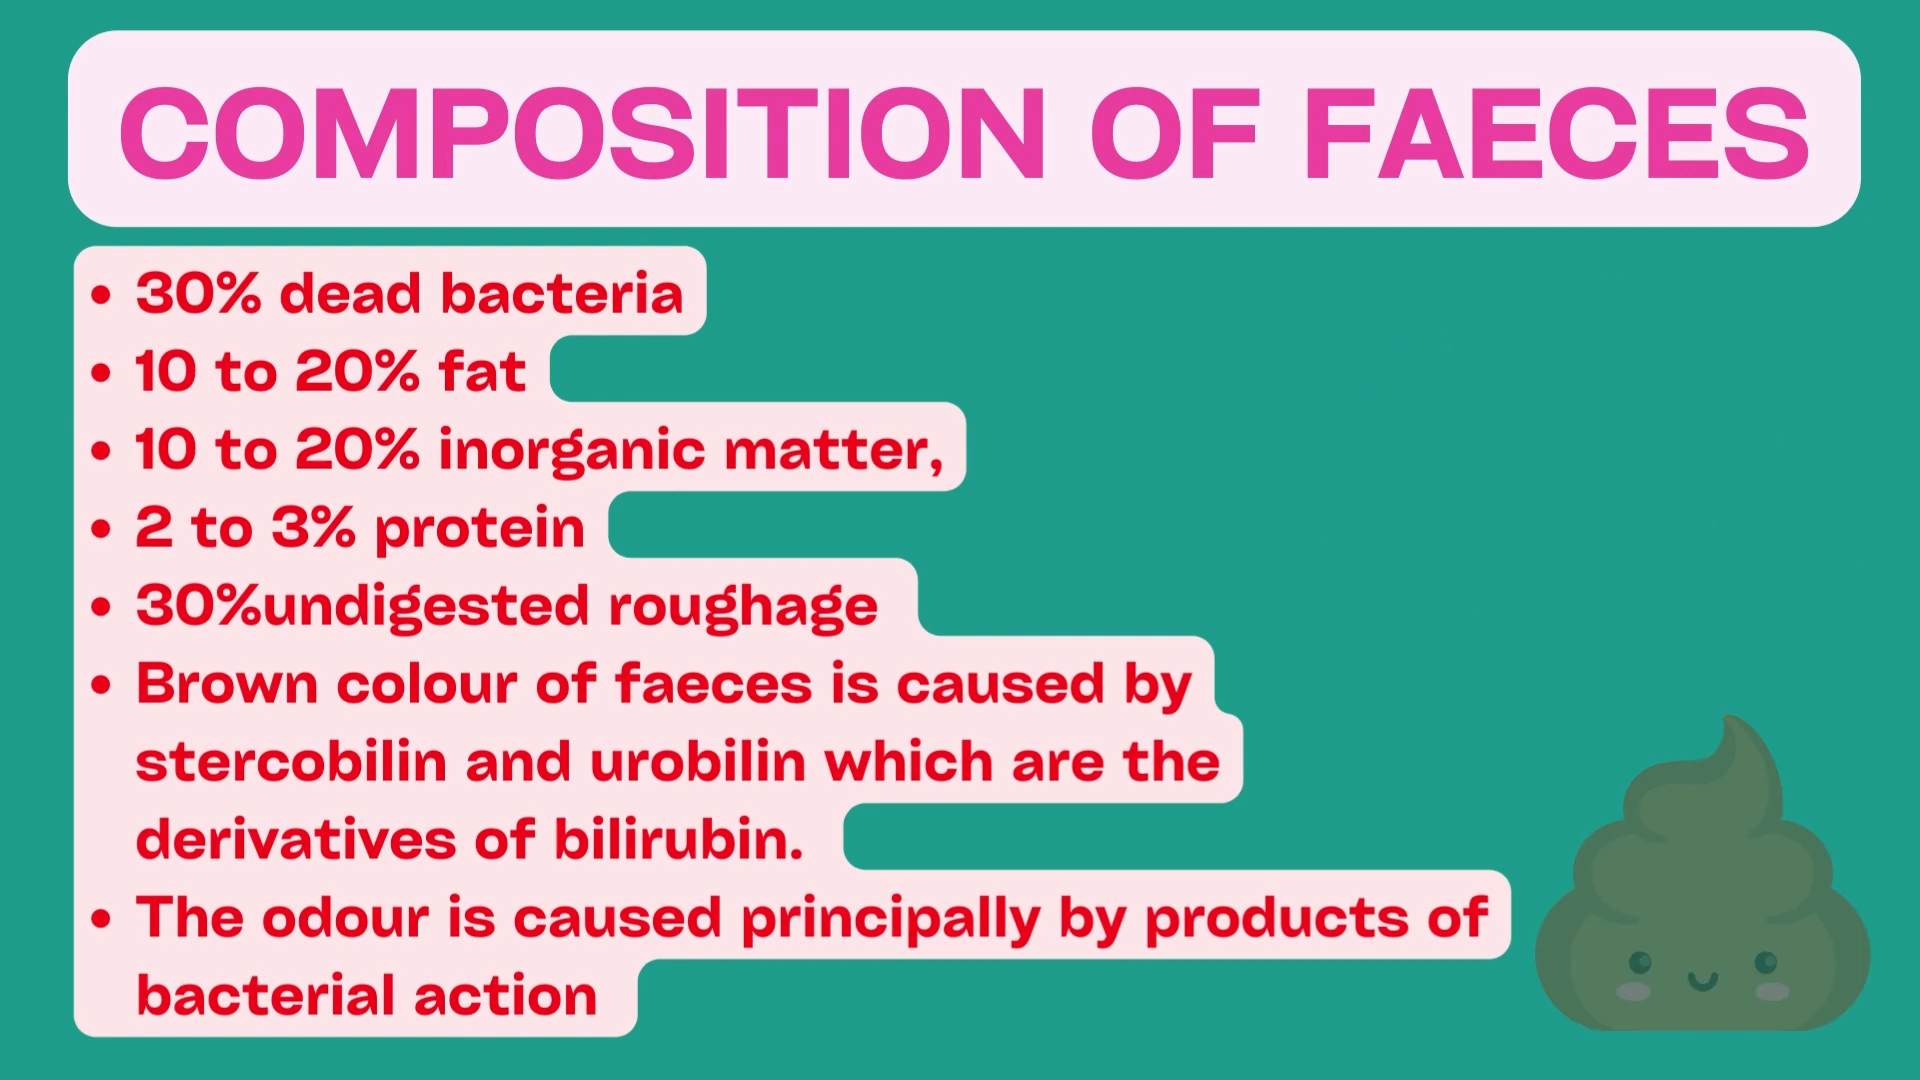 COMPOSITION OF FAECES
• 30% dead bacteria
• 10 to 20% fat
• 10 to 20% inorganic matter,
• 2 to 3% protein
• 30%undigested roughage
• Brown colour of faeces is caused by
stercobilin and urobilin which are the
derivatives of bilirubin.
• The odour is caused principally by products of
bacterial action